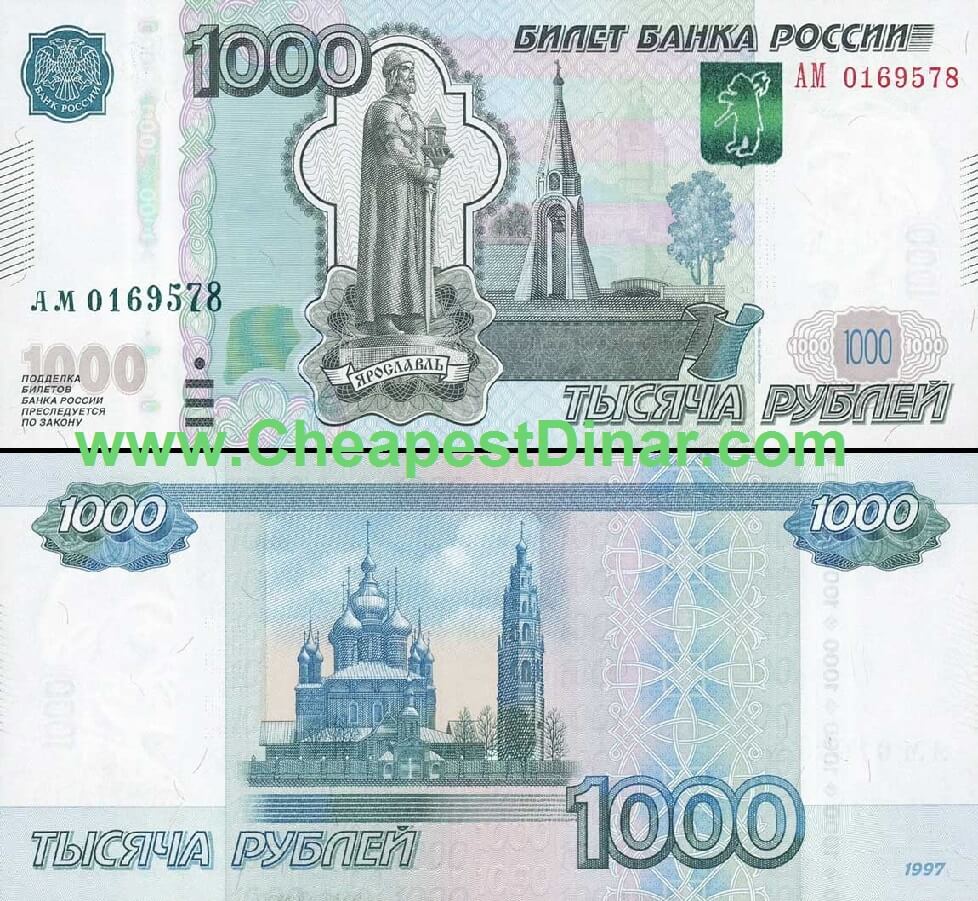 1000
БИЛЕТ БАНКА РОССИИ
БАНК РОССИИ
АМ 0169578
АМ 0169578
1000
ПОДДЕЛКА
БИЛЕТОВ
БАНКА РОССИИ
ПРЕСЛЕДУЕТСЯ
ПО ЗАКОНУ
ЯРОСЛАВЛЬ
1000 1000 1000
ТЫСЯЧА РУБЛЕЙ
www.CheapestDinar.com
1000
1000
1000
ТЫСЯЧА РУБЛЕЙ
1997